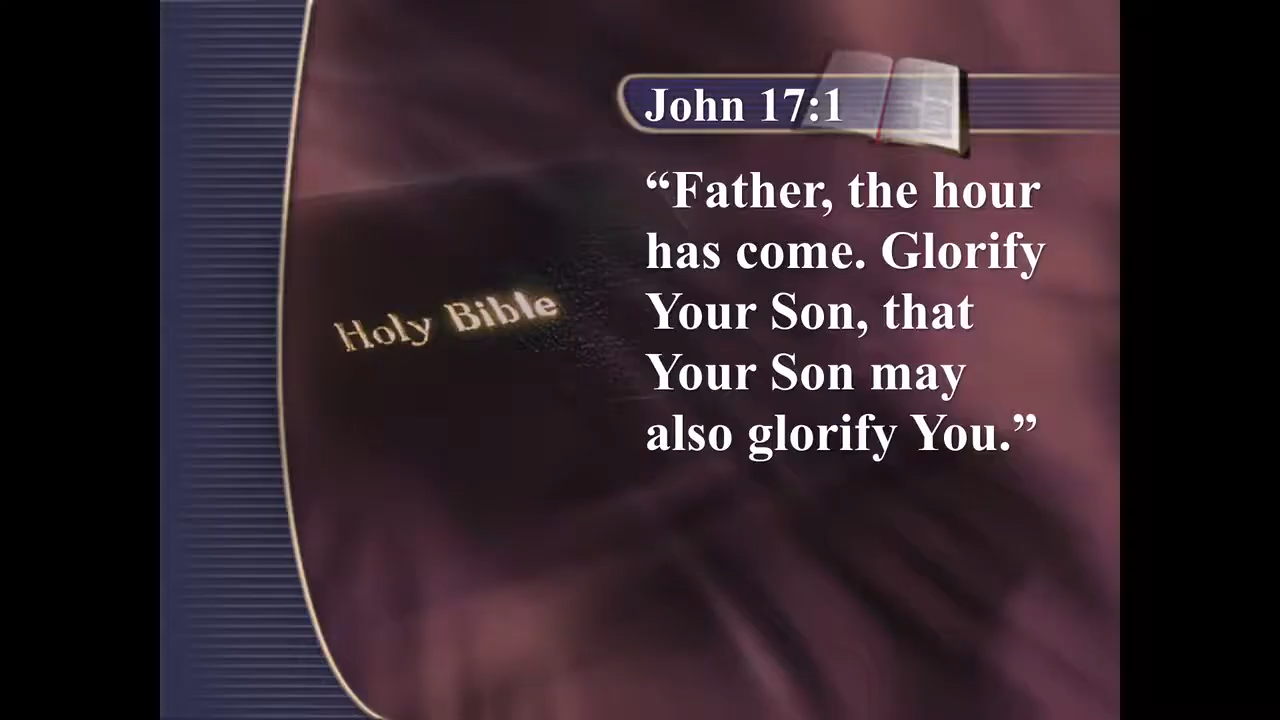 John 17:1
“Father, the hour
has come. Glorify
Your Son, that
Your Son may
also glorify You.”
Holy Bible